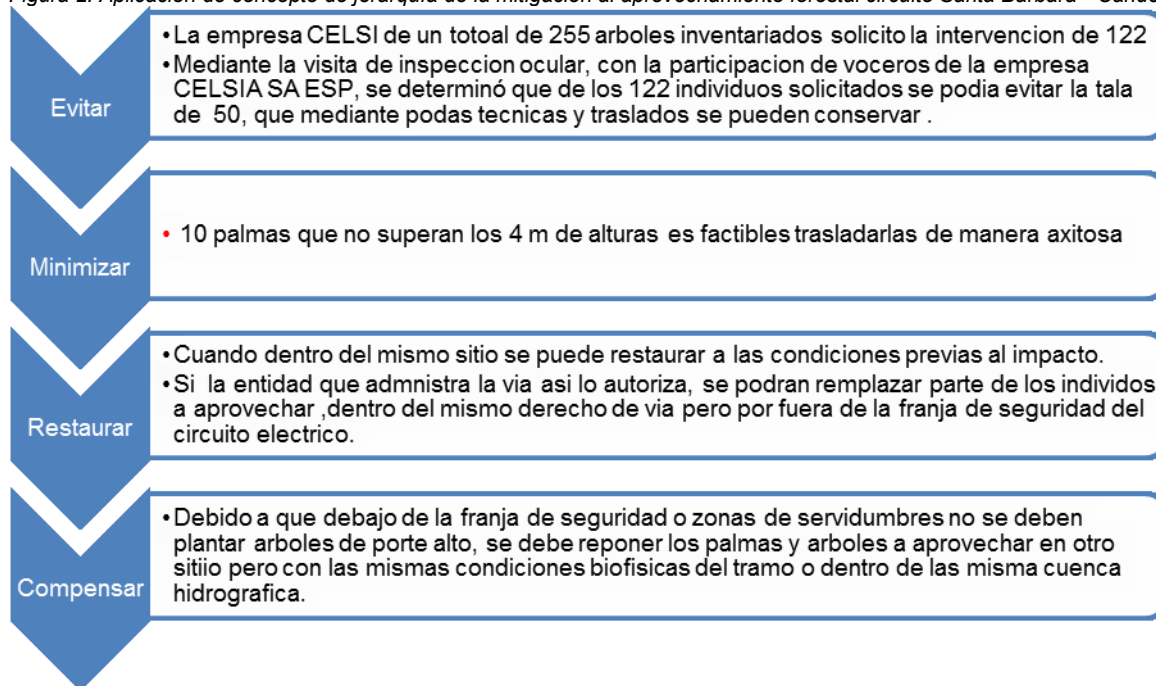 Figura 2. Aplicación de concepto de jerarquía de la mitigación al aprovechamiento forestal circuito Santa Bárbara -
Evitar
•La empresa CELSI de un totoal de 255 arboles inventariados solicito la intervencion de 122
•Mediante la visita de inspeccion ocular, con la participacion de voceros de la empresa
CELSIA SA ESP, se determinó que de los 122 individuos solicitados se podia evitar la tala
de 50, que mediante podas tecnicas y traslados se pueden conservar .
Minimizar
• 10 palmas que no superan los 4 m de alturas es factibles trasladarlas de manera axitosa
Restaurar
•Cuando dentro del mismo sitio se puede restaurar a las condiciones previas al impacto.
•Si la entidad que admnistra la via asi lo autoriza, se podran remplazar parte de los individos
a aprovechar ,dentro del mismo derecho de via pero por fuera de la franja de seguridad del
circuito electrico.
Compensar
•Debido a que debajo de la franja de seguridad o zonas de servidumbres no se deben
plantar arboles de porte alto, se debe reponer los palmas y arboles a aprovechar en otro
sitiio pero con las mismas condiciones biofisicas del tramo o dentro de las misma cuenca
hidrografica.